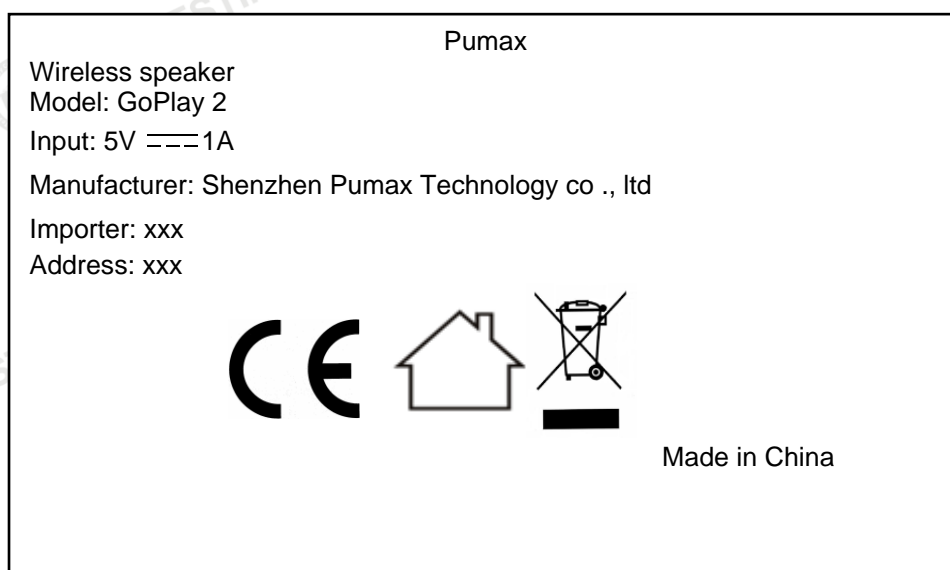 Pumax
Wireless speaker
Model: GoPlay 2
Input: 5V ⎓ 1A
Manufacturer: Shenzhen Pumax Technology co ., ltd
Importer: xxx
Address: xxx
CE
Made in China